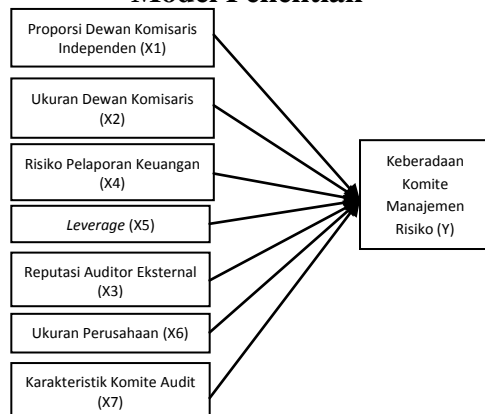 Model Penelitian
Proporsi Dewan Komisaris
Independen (X1)
Ukuran Dewan Komisaris
(X2)
Risiko Pelaporan Keuangan
(X4)
Leverage (X5)
Reputasi Auditor Eksternal
(X3)
Ukuran Perusahaan (X6)
Karakteristik Komite Audit
(X7)
Keberadaan
Komite
Manajemen
Risiko (Y)